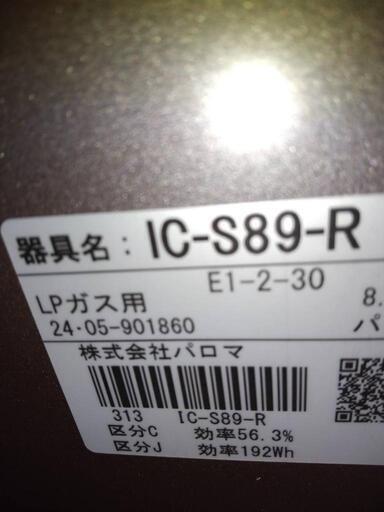 器具名: IC-S89-R
E1-2-30
LPガス用
8.
24·05-901860
パ
株式会社パロマ
313 IC-S89-R
区分C 効率56.3%
区分J 効率192Wh